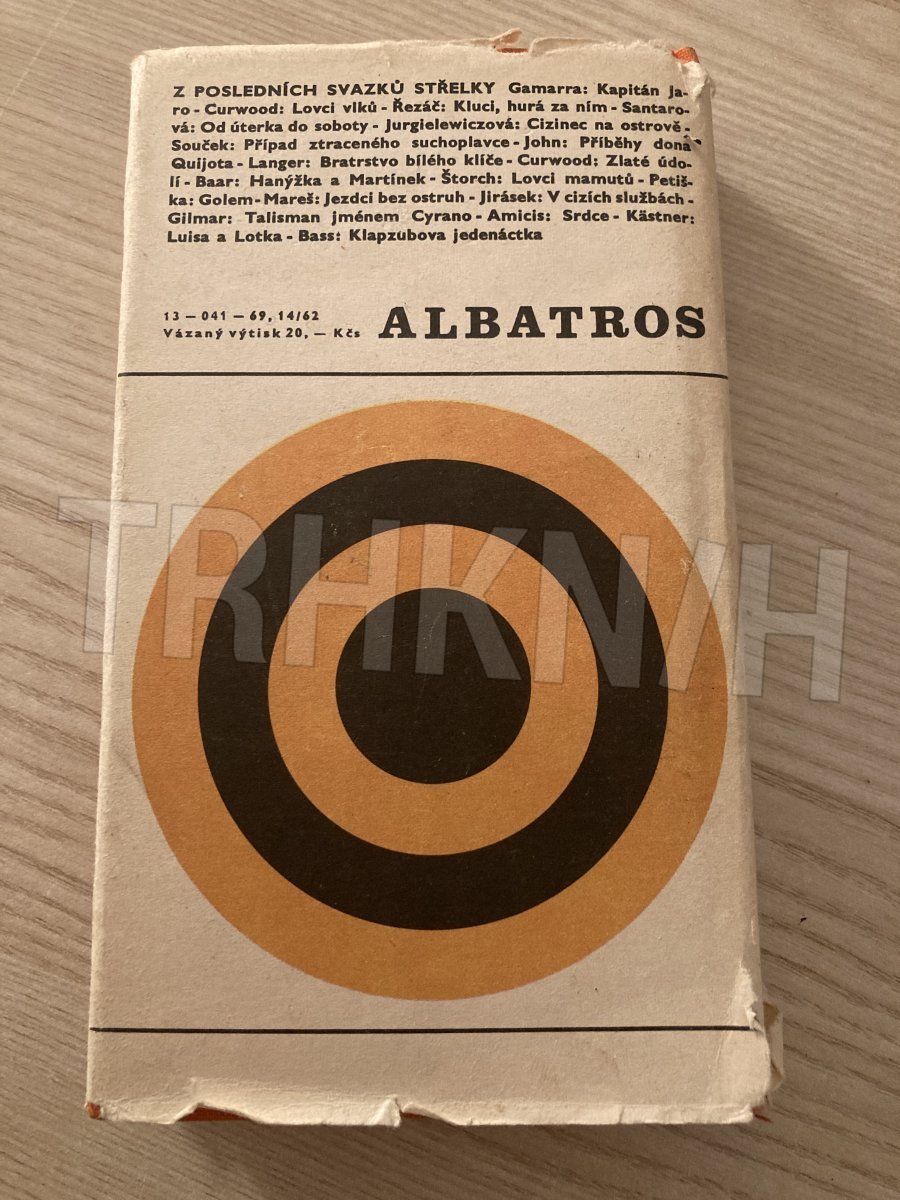 Z POSLEDNÍCH SVAZKŮ STŘELKY Gamarra: Kapitán Ja-
ro - Curwood: Lovci vlků - Řezáč: Kluci, hurá za ním - Santaro-
vá: Od úterka do soboty - Jurgielewiczová: Cizinec na ostrově -
Souček: Případ ztraceného suchoplavce - John: Příběhy dona
Quijota - Langer: Bratrstvo bílého klíče - Curwood: Zlaté údo-
lí - Baar: Hanýžka a Martínek - Štorch: Lovci mamutů - Petiš-
ka: Golem - Mareš: Jezdci bez ostruh - Jirásek: V cizích službách -
Gilmar: Talisman jménem Cyrano - Amicis: Srdce - Kästner:
Luisa a Lotka - Bass: Klapzubova jedenáctka
13 — 041 — 69, 14/62
Vázaný výtisk 20, — Kčs
ALBATROS
TRHKNIH